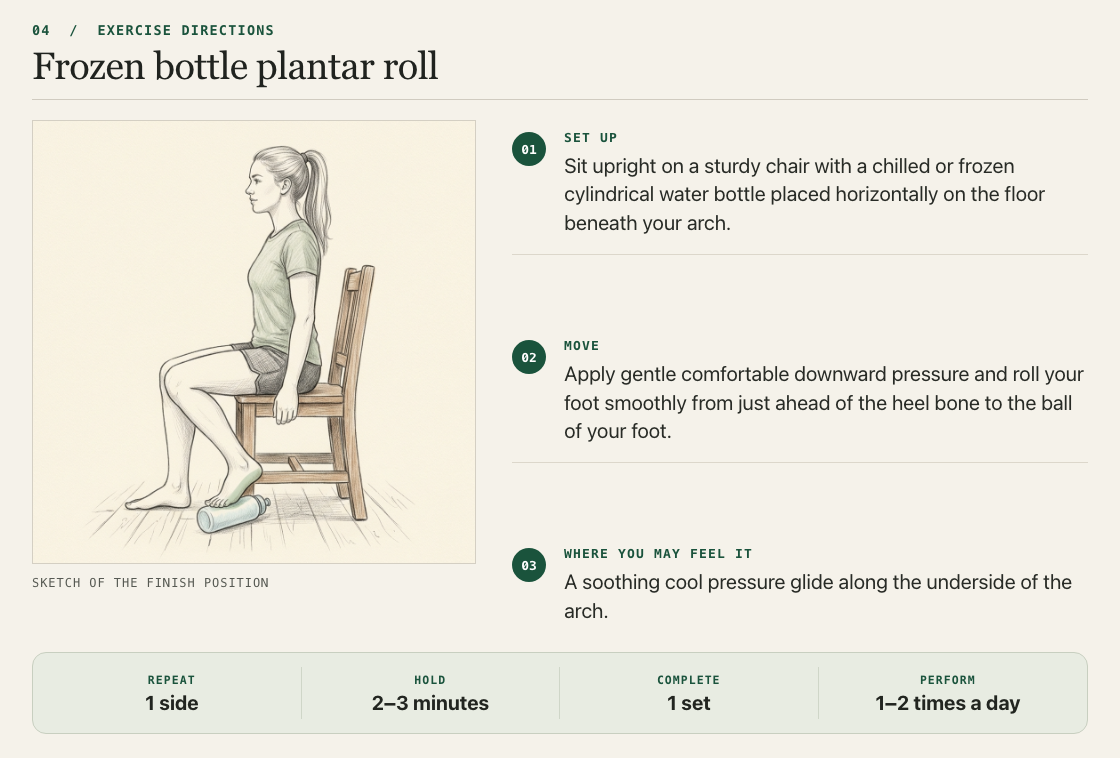 04 / EXERCISE DIRECTIONS
Frozen bottle plantar roll
SKETCH OF THE FINISH POSITION
01
SET UP
Sit upright on a sturdy chair with a chilled or frozen
cylindrical water bottle placed horizontally on the floor
beneath your arch.
02
MOVE
Apply gentle comfortable downward pressure and roll your
foot smoothly from just ahead of the heel bone to the ball
of your foot.
03
WHERE YOU MAY FEEL IT
A soothing cool pressure glide along the underside of the
arch.
REPEAT
1 side
HOLD
2–3 minutes
COMPLETE
1 set
PERFORM
1–2 times a day